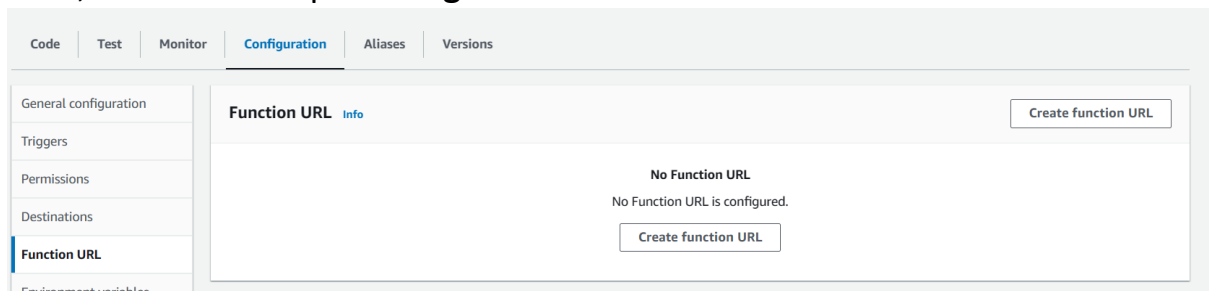 Code Test Monitor Configuration Aliases Versions
General configuration
Triggers
Permissions
Destinations
Function URL
Function URL Info
Create function URL
No Function URL
No Function URL is configured.
Create function URL